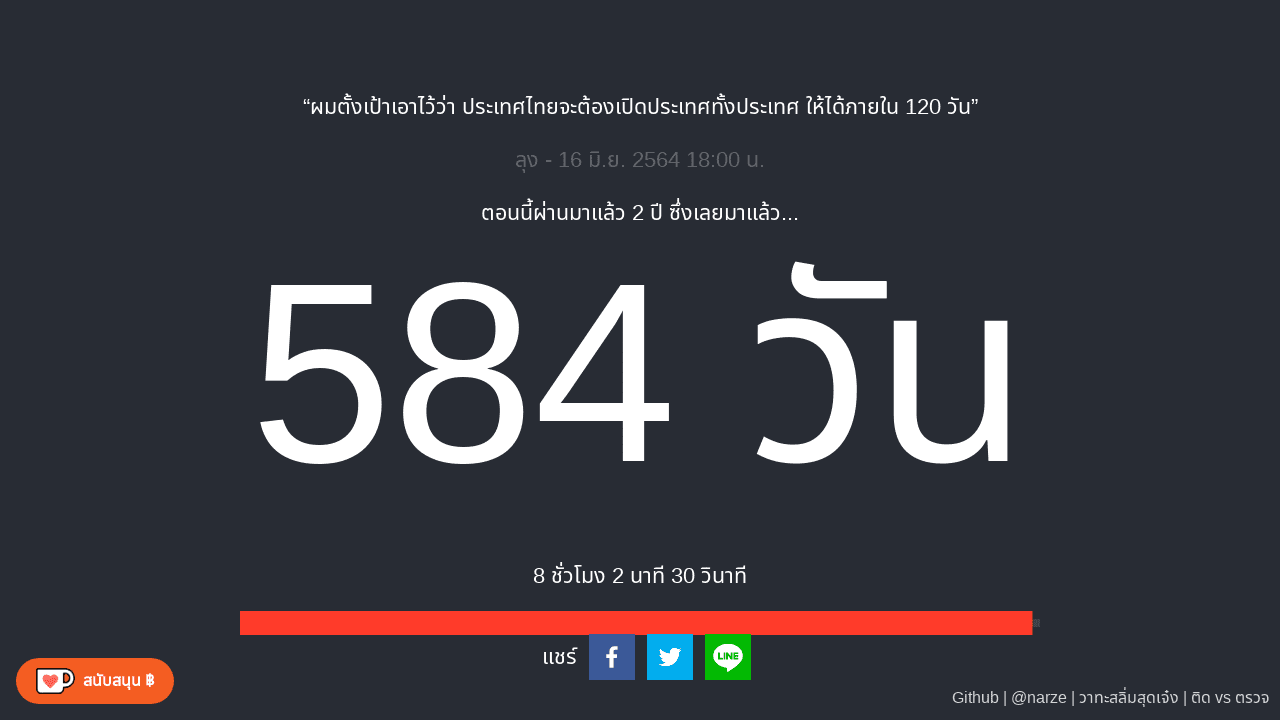 “ผมตั้งเป้าเอาไว้ว่า ประเทศไทยจะต้องเปิดประเทศทั้งประเทศ ให้ได้ภายใน 120 วัน”
ลุง - 16 มิ.ย. 2564 18:00 น.
ตอนนี้ผ่านมาแล้ว 2 ปี ซึ่งเลยมาแล้ว...
584 วัน
8 ชั่วโมง 2 นาที 30 วินาที
แชร์
LINE
สนับสนุน ฿
Github | @narze | วาทะสลิ่มสุดเจ๋ง | ติด vs ตรวจ